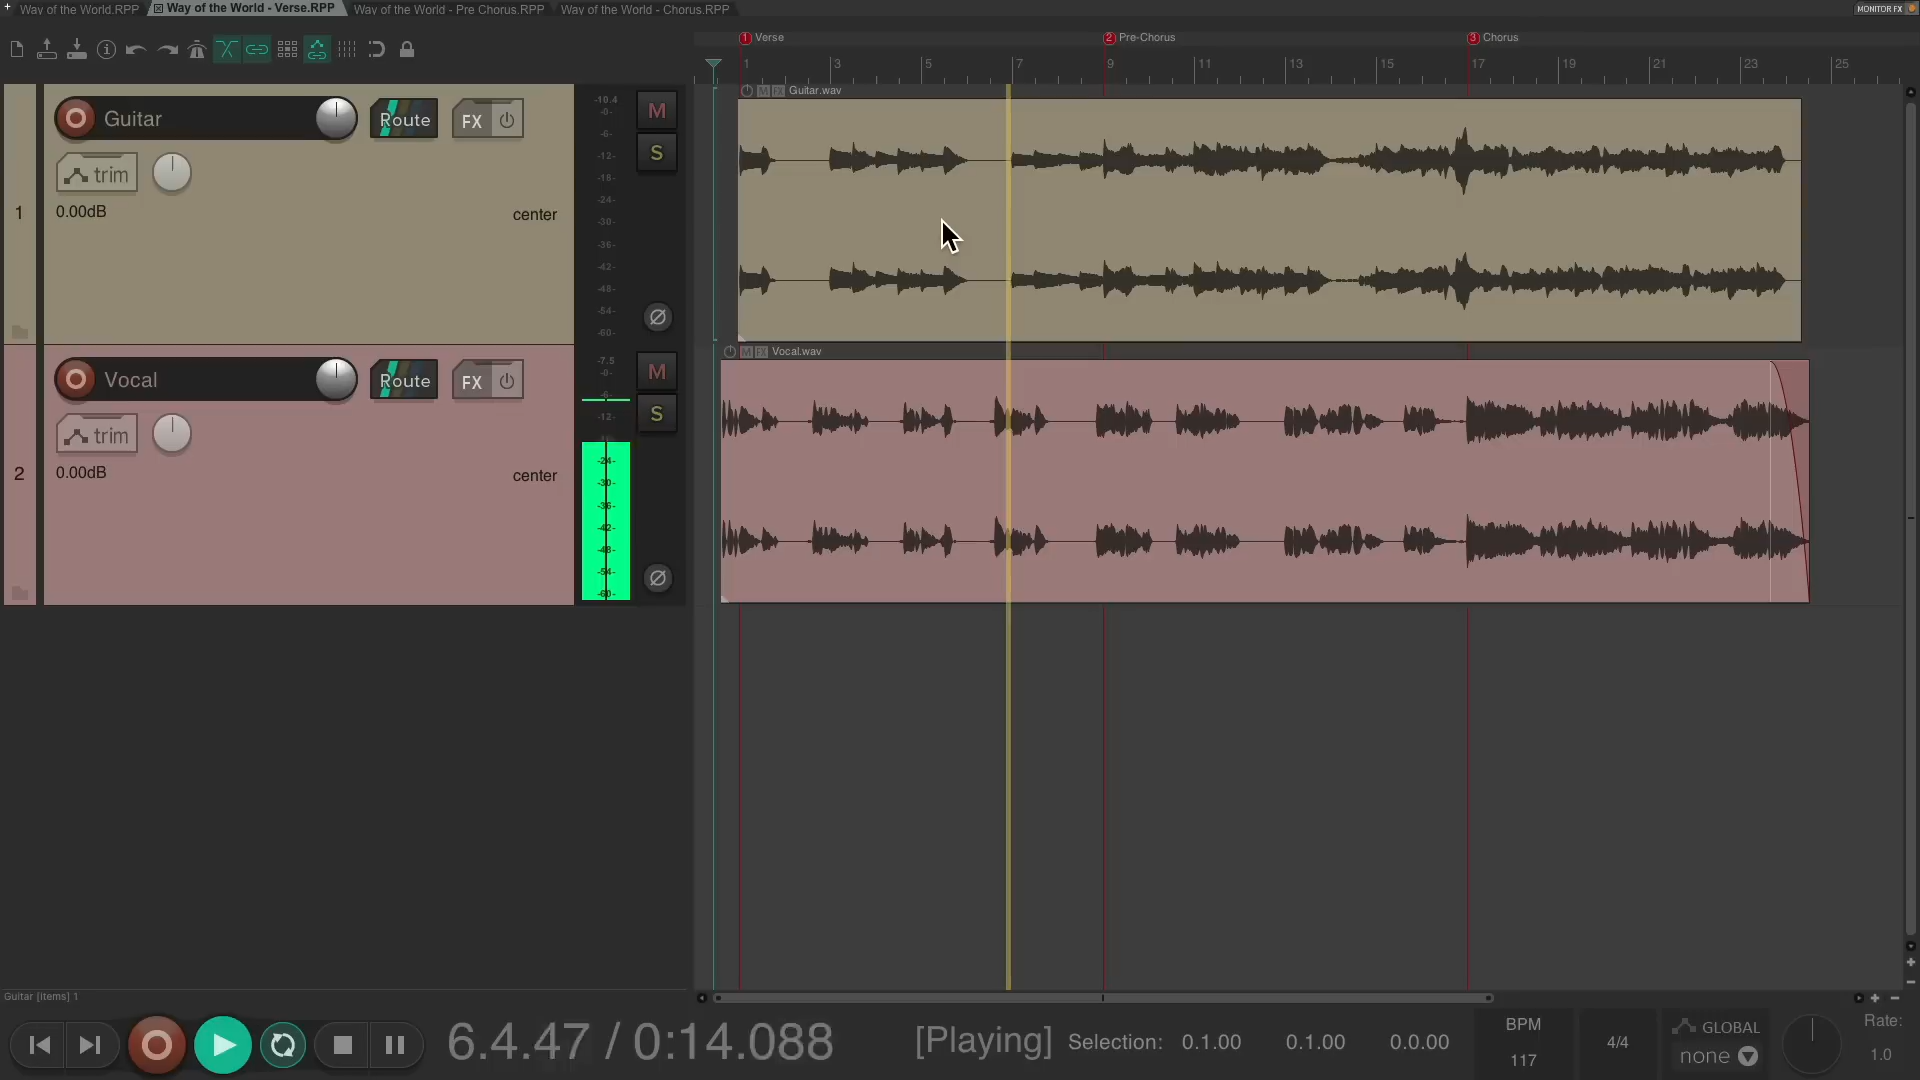 + Way of the World.RPP Way of the World - Verse.RPP Way of the World - Pre Chorus.RPP Way of the World - Chorus.RPP MONITOR FX
1 Verse 2 Pre-Chorus 3 Chorus
1 3 5 7 9 11 13 15 17 19 21 23 25
M FX Guitar.wav
Guitar Route FX -10.4 M
-0-
-6-
-12- S
trim -18-
-24-
1 0.00dB center
-30-
-36-
-42-
-48-
-54-
-60-
M FX Vocal.wav
Vocal Route FX -7.5 M
-0-
-6-
-12- S
trim
-24-
2 0.00dB center
-30-
-36-
-42-
-48-
-54-
-60-
Guitar [Items] 1
6.4.47 / 0:14.088 [Playing] Selection: 0.1.00 0.1.00 0.0.00
BPM
117
4/4
GLOBAL
none
Rate:
1.0